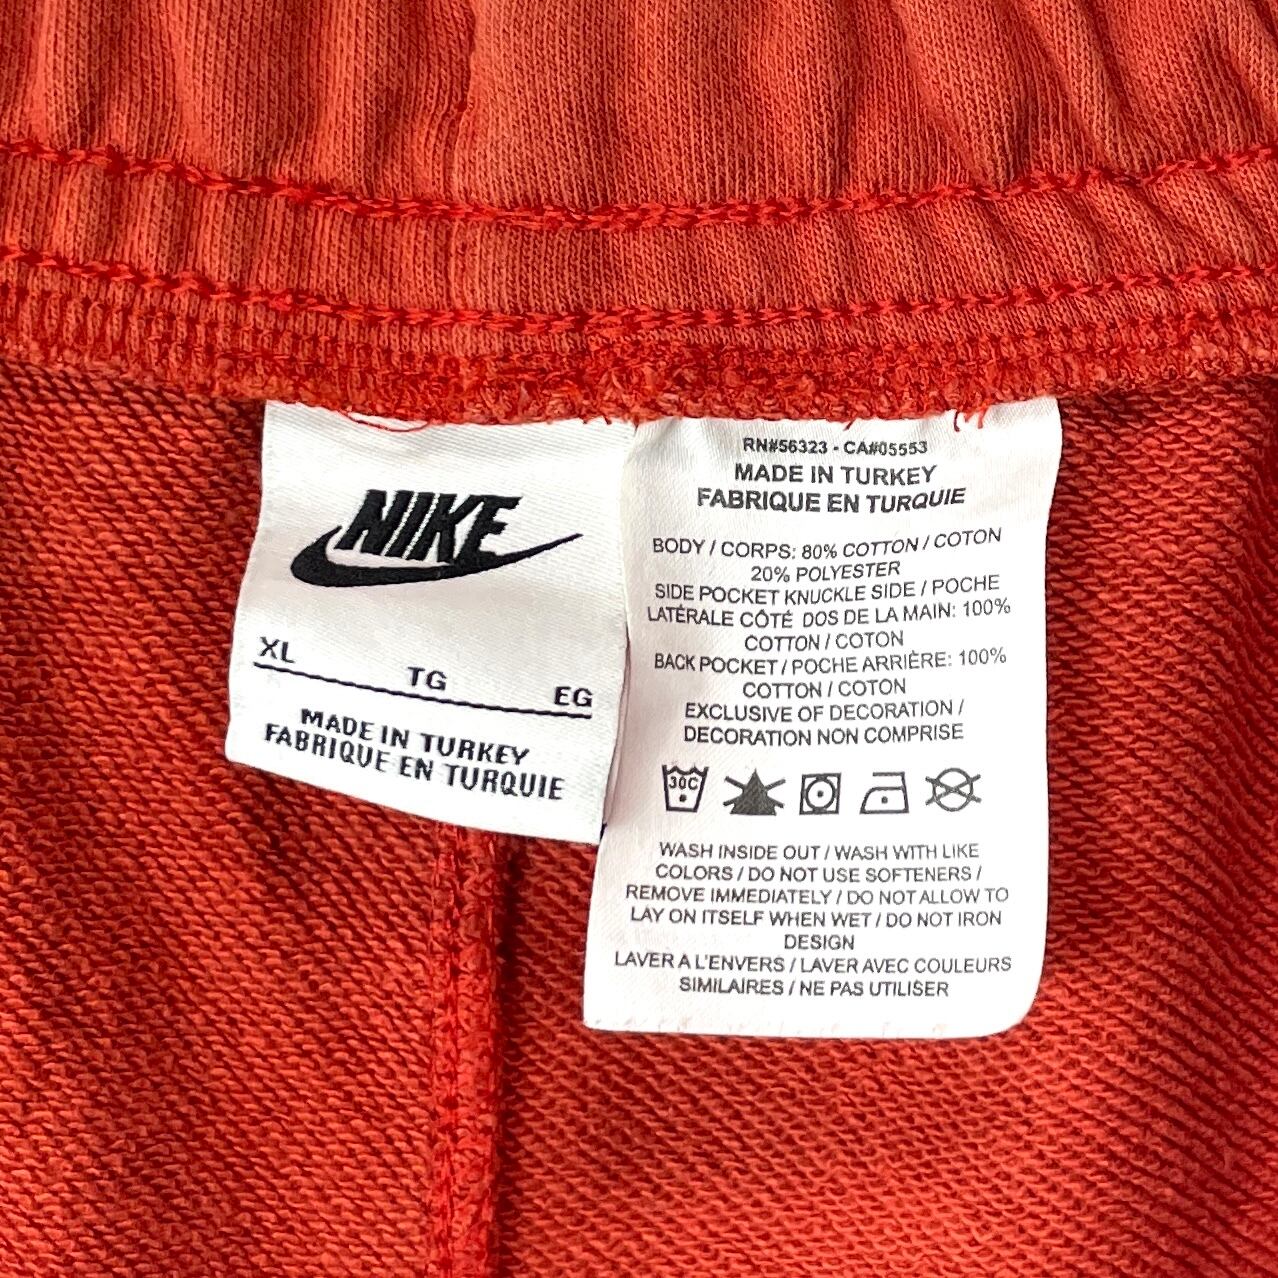 NIKE
XL
TG
EG
MADE IN TURKEY
FABRIQUE EN TURQUIE
RN#56323 - CA#05553
MADE IN TURKEY
FABRIQUE EN TURQUIE
BODY / CORPS: 80% COTTON / COTON
20% POLYESTER
SIDE POCKET KNUCKLE SIDE / POCHE
LATÉRALE CÔTÉ DOS DE LA MAIN: 100%
COTTON / COTON
BACK POCKET / POCHE ARRIÈRE: 100%
COTTON / COTON
EXCLUSIVE OF DECORATION /
DECORATION NON COMPRISE
30C
WASH INSIDE OUT / WASH WITH LIKE
COLORS / DO NOT USE SOFTENERS /
REMOVE IMMEDIATELY / DO NOT ALLOW TO
LAY ON ITSELF WHEN WET / DO NOT IRON
DESIGN
LAVER A L'ENVERS / LAVER AVEC COULEURS
SIMILAIRES / NE PAS UTILISER